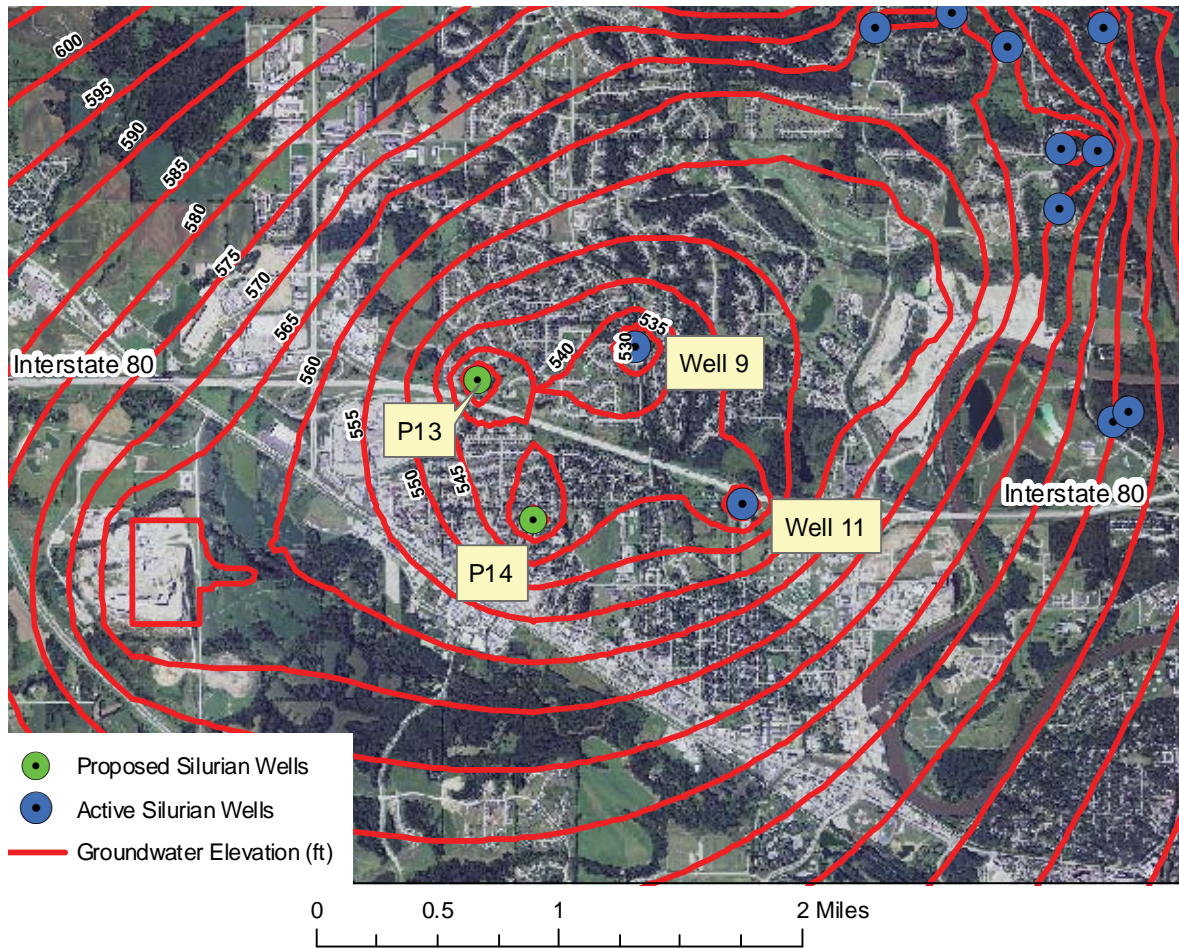 600
595
590
585
580
575
570
565
560
555
550
545
540
535
530
Interstate 80
Well 9
P13
Interstate 80
Well 11
P14
Proposed Silurian Wells
Active Silurian Wells
Groundwater Elevation (ft)
0 0.5 1 2 Miles